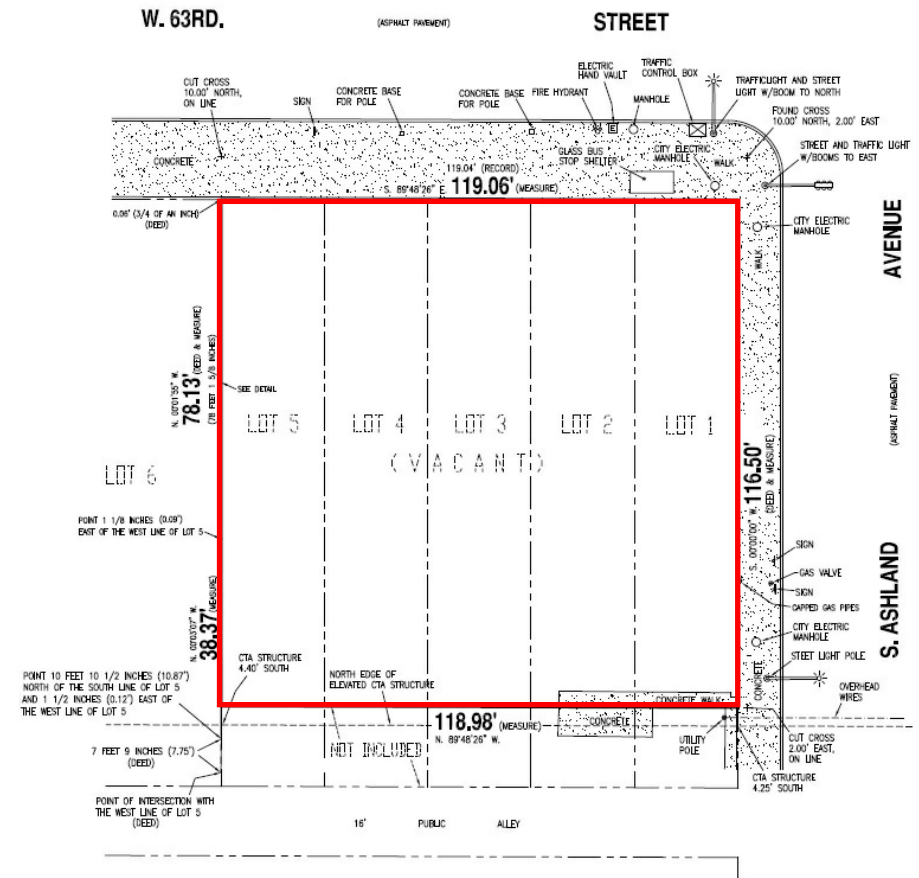 W. 63RD.
(ASPHALT PAVEMENT)
STREET
CUT CROSS
10.00' NORTH,
ON LINE
SIGN
CONCRETE BASE
FOR POLE
CONCRETE BASE
FOR POLE
FIRE HYDRANT
ELECTRIC
HAND VAULT
MANHOLE
TRAFFIC
CONTROL BOX
TRAFFICLIGHT AND STREET
LIGHT W/BOOM TO NORTH
FOUND CROSS
10.00' NORTH, 2.00' EAST
STREET AND TRAFFIC LIGHT
W/BOOMS TO EAST
CONCRETE
GLASS BUS
STOP SHELTER
CITY ELECTRIC
MANHOLE
WALK
119.04' (RECORD)
S. 89°48'26" E. 119.06' (MEASURE)
0.06' (3/4 OF AN INCH)
(DEED)
CITY ELECTRIC
MANHOLE
WALK
AVENUE
N. 00°01'55" W.
78.13' (DEED & MEASURE)
(78 FEET 1 5/8 INCHES)
SEE DETAIL
LOT 5
LOT 4
LOT 3
LOT 2
LOT 1
(VACANT)
LOT 6
S. 00°00'00" W. 116.50'
(DEED & MEASURE)
(ASPHALT PAVEMENT)
POINT 1 1/8 INCHES (0.09')
EAST OF THE WEST LINE OF LOT 5
SIGN
GAS VALVE
SIGN
CAPPED GAS PIPES
CITY ELECTRIC
MANHOLE
S. ASHLAND
N. 00°03'07" W.
38.37' (MEASURE)
CTA STRUCTURE
4.40' SOUTH
NORTH EDGE OF
ELEVATED CTA STRUCTURE
CONCRETE
STEET LIGHT POLE
OVERHEAD
WIRES
POINT 10 FEET 10 1/2 INCHES (10.87')
NORTH OF THE SOUTH LINE OF LOT 5
AND 1 1/2 INCHES (0.12') EAST OF
THE WEST LINE OF LOT 5
CONCRETE WALK
CONCRETE
118.98' (MEASURE)
N. 89°48'26" W.
NOT INCLUDED
UTILITY
POLE
CUT CROSS
2.00' EAST,
ON LINE
7 FEET 9 INCHES (7.75')
(DEED)
CTA STRUCTURE
4.25' SOUTH
POINT OF INTERSECTION WITH
THE WEST LINE OF LOT 5
(DEED)
16' PUBLIC ALLEY